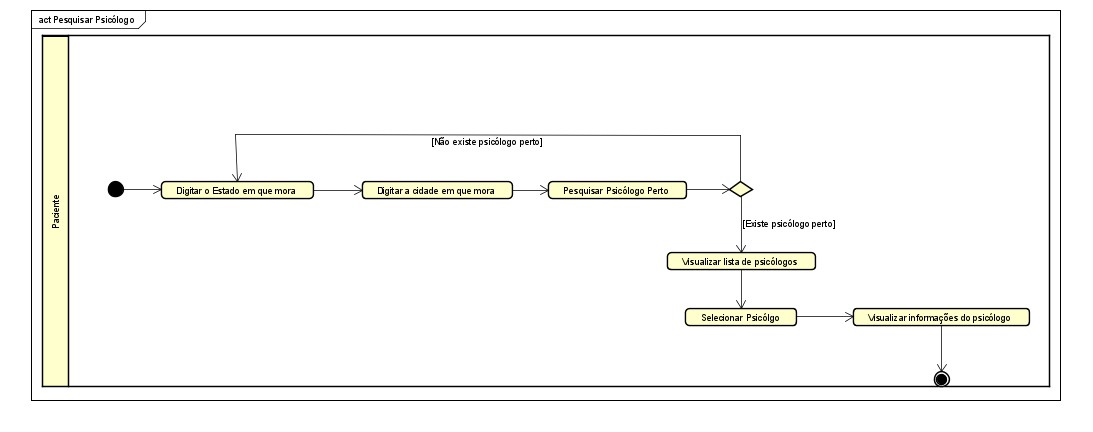 act Pesquisar Psicólogo
Paciente
[Não existe psicólogo perto]
Digitar o Estado em que mora
Digitar a cidade em que mora
Pesquisar Psicólogo Perto
[Existe psicólogo perto]
Visualizar lista de psicólogos
Selecionar Psicólgo
Visualizar informações do psicólogo